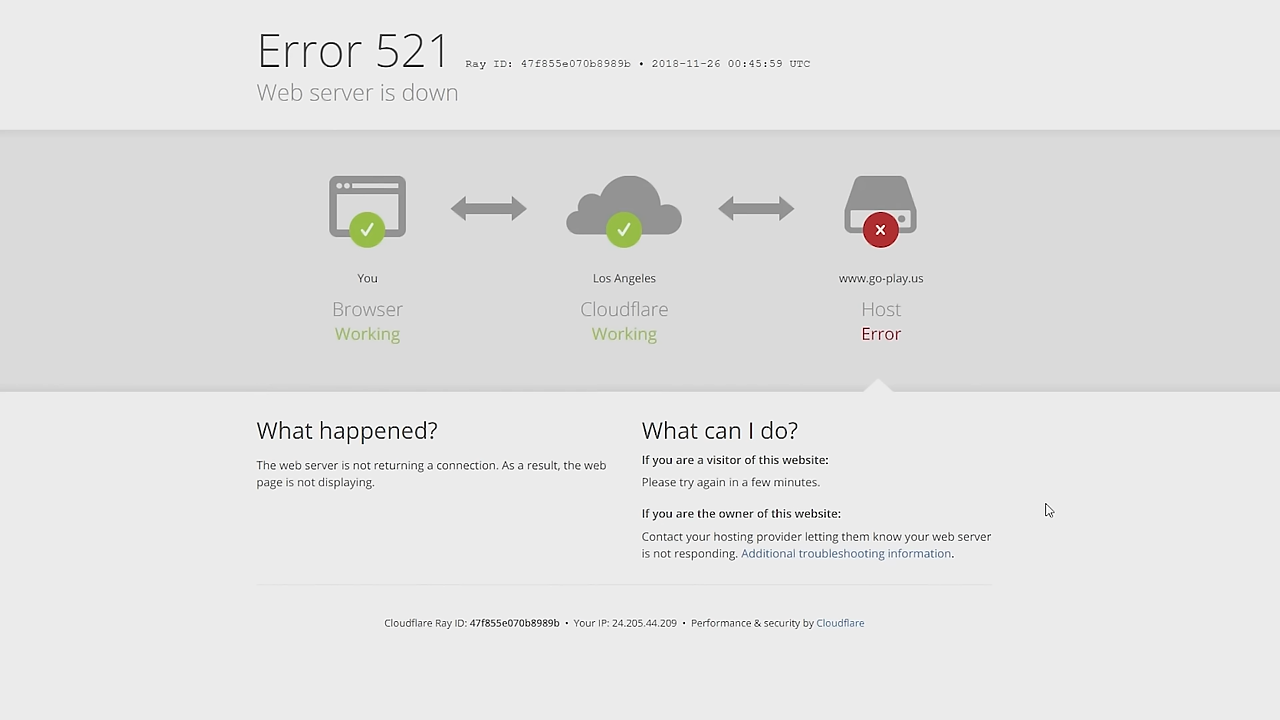 Error 521 Ray ID: 47f855e070b8989b • 2018-11-26 00:45:59 UTC
Web server is down
You
Browser
Working
Los Angeles
Cloudflare
Working
www.go-play.us
Host
Error
What happened?
The web server is not returning a connection. As a result, the web
page is not displaying.
What can I do?
If you are a visitor of this website:
Please try again in a few minutes.
If you are the owner of this website:
Contact your hosting provider letting them know your web server
is not responding. Additional troubleshooting information.
Cloudflare Ray ID: 47f855e070b8989b • Your IP: 24.205.44.209 • Performance & security by Cloudflare